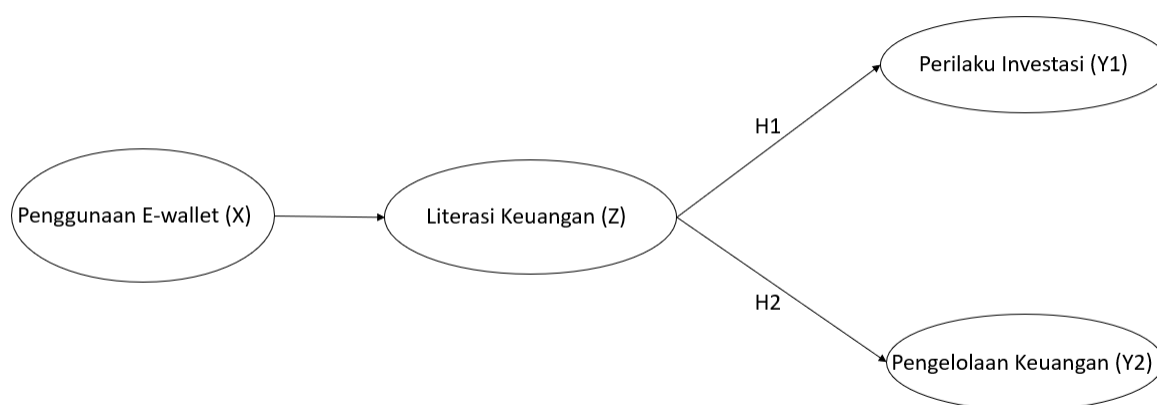 Perilaku Investasi (Y1)
H1
Penggunaan E-wallet (X)
Literasi Keuangan (Z)
H2
Pengelolaan Keuangan (Y2)